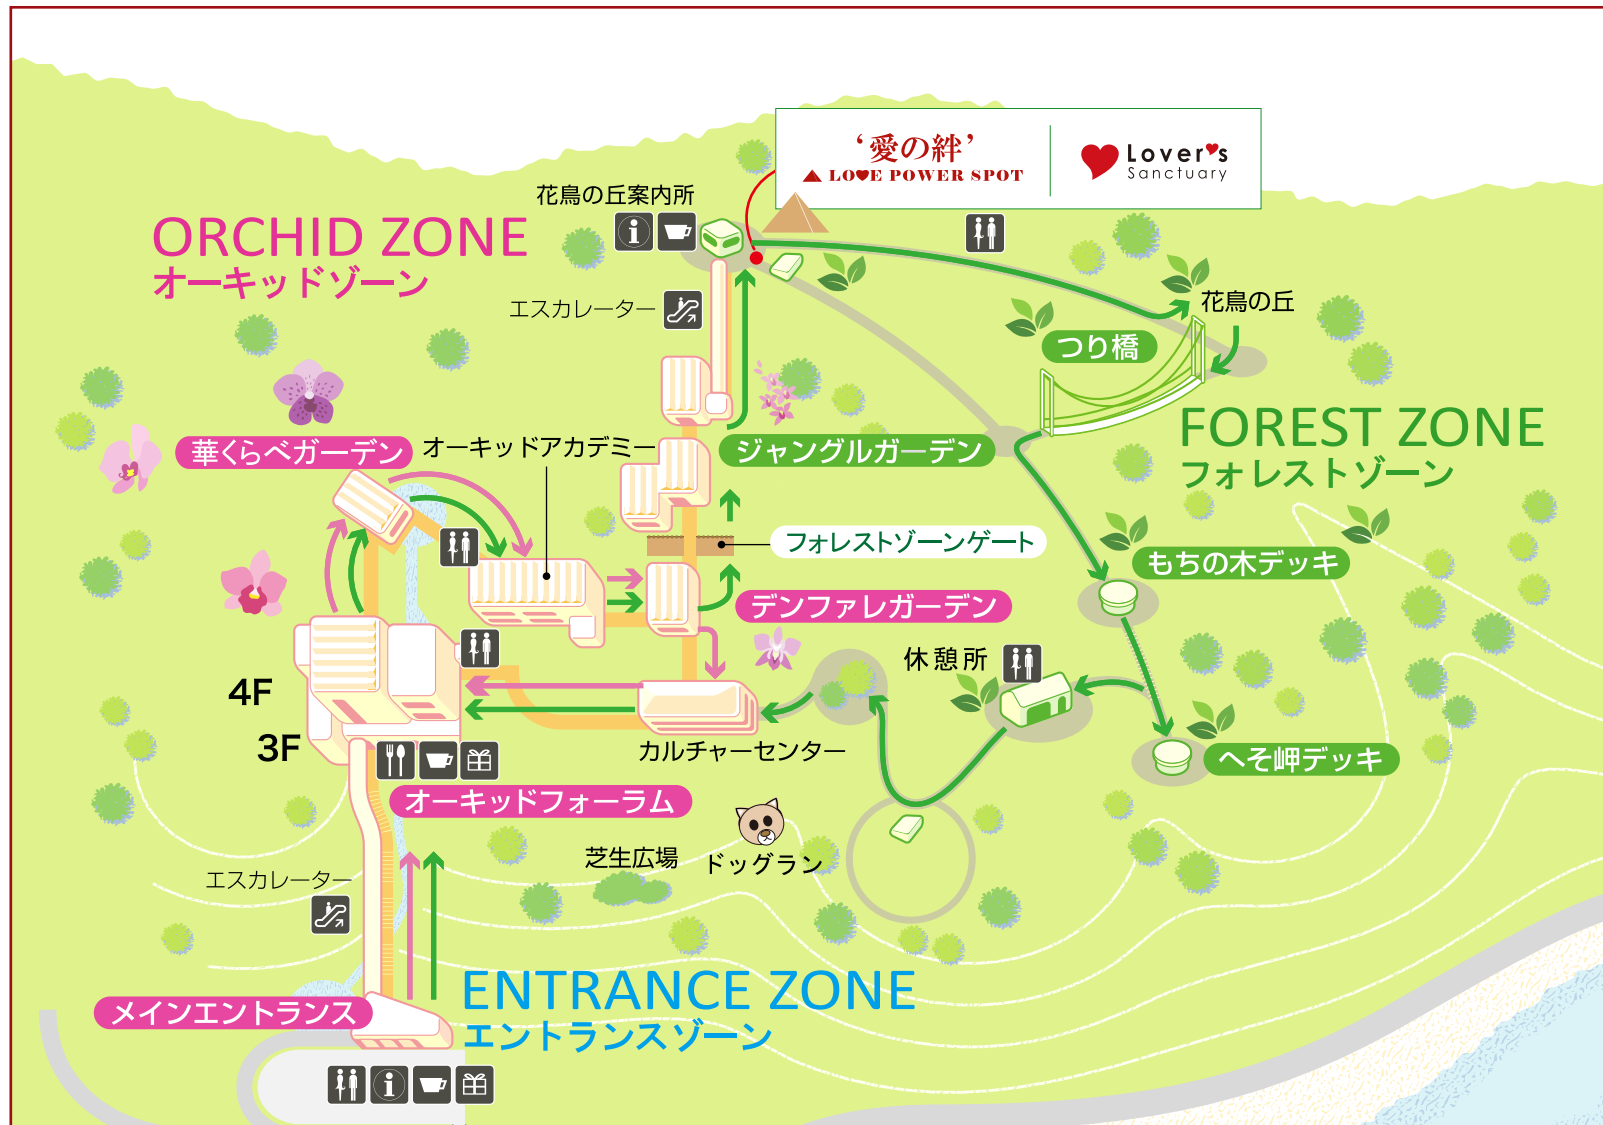 ‘愛の絆’
LOVE POWER SPOT
Lover's
Sanctuary
花鳥の丘案内所
ORCHID ZONE
オーキッドゾーン
エスカレーター
花鳥の丘
つり橋
FOREST ZONE
フォレストゾーン
華くらべガーデン
オーキッドアカデミー
ジャングルガーデン
フォレストゾーンゲート
もちの木デッキ
デンファレガーデン
休憩所
4F
3F
カルチャーセンター
へそ岬デッキ
オーキッドフォーラム
芝生広場
ドッグラン
エスカレーター
ENTRANCE ZONE
エントランスゾーン
メインエントランス